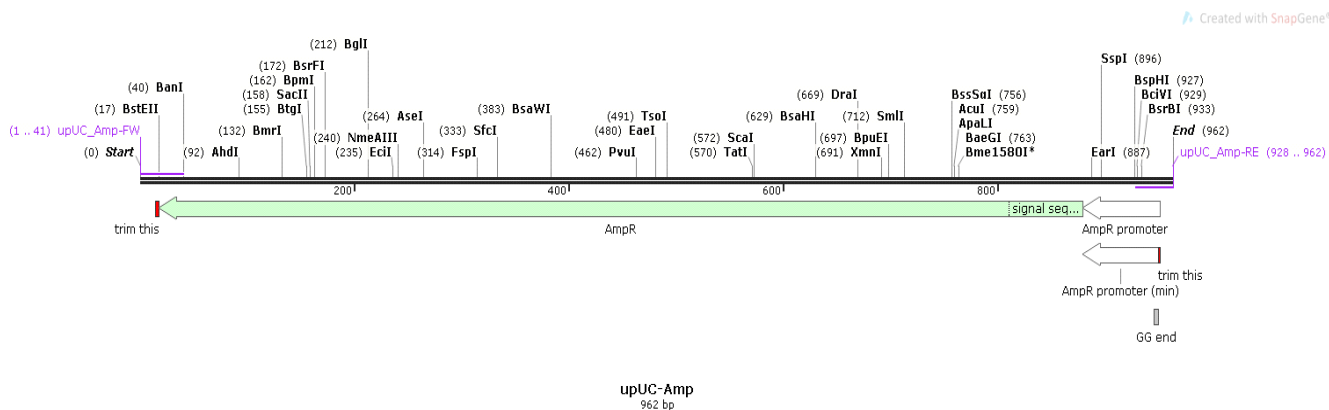 Created with SnapGene®
(212) BglI
(172) BsrFI
SspI (896)
(40) BanI
(162) BpmI
(669) DraI
BssSαI (756)
BspHI (927)
(17) BstEII
(158) SacII
(264) AseI
(383) BsaWI
(491) TsoI
(629) BsaHI
(712) SmlI
AcuI (759)
BciVI (929)
(155) BtgI
BsrBI (933)
(1 .. 41) upUC_Amp-FW
(132) BmrI
(240) NmeAIII
(333) SfcI
(480) EaeI
(572) ScaI
(697) BpuEI
ApaLI
BaeGI (763)
End (962)
(0) Start
(92) AhdI
(235) EciI
(314) FspI
(462) PvuI
(570) TatI
(691) XmnI
Bme1580I*
EarI (887)
upUC_Amp-RE (928 .. 962)
200 400 600 800
signal seq...
trim this
AmpR
AmpR promoter
trim this
AmpR promoter (min)
GG end
upUC-Amp
962 bp